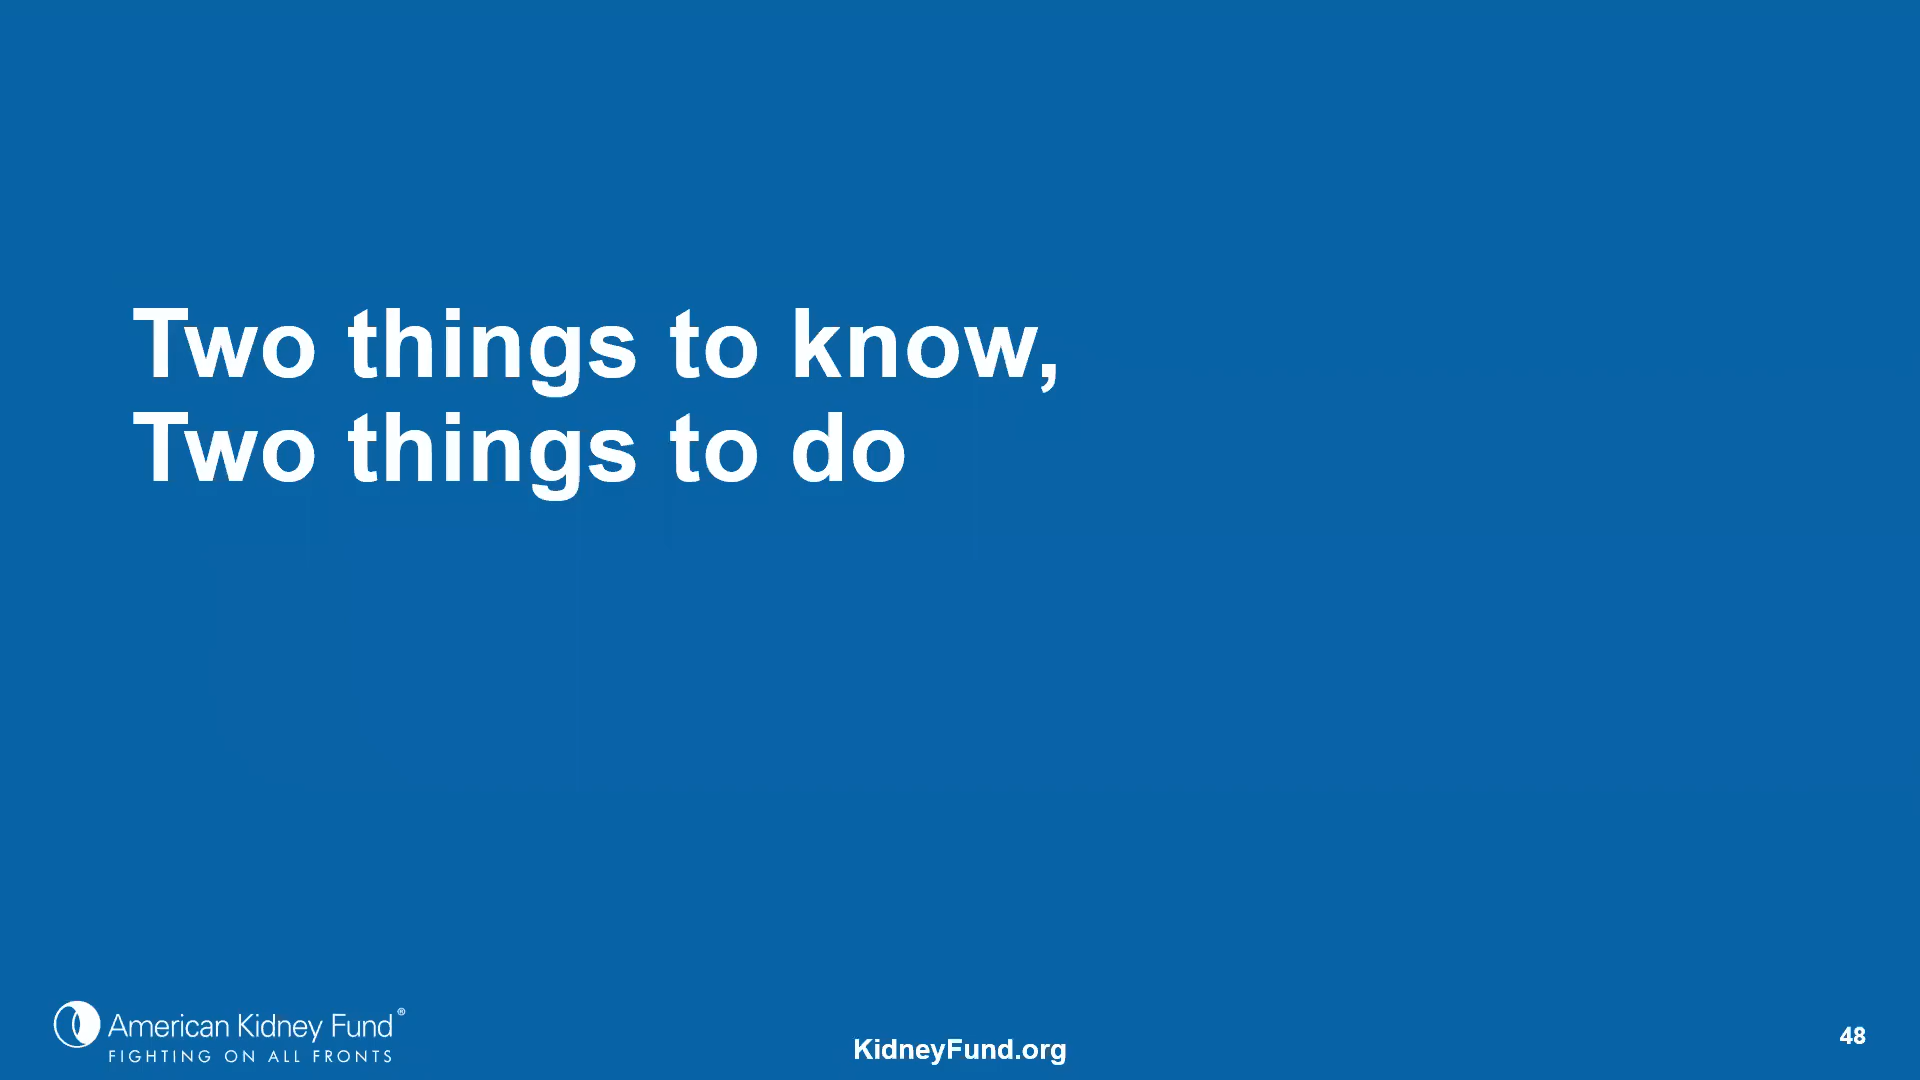 Two things to know,
Two things to do
American Kidney Fund®
FIGHTING ON ALL FRONTS
KidneyFund.org
48